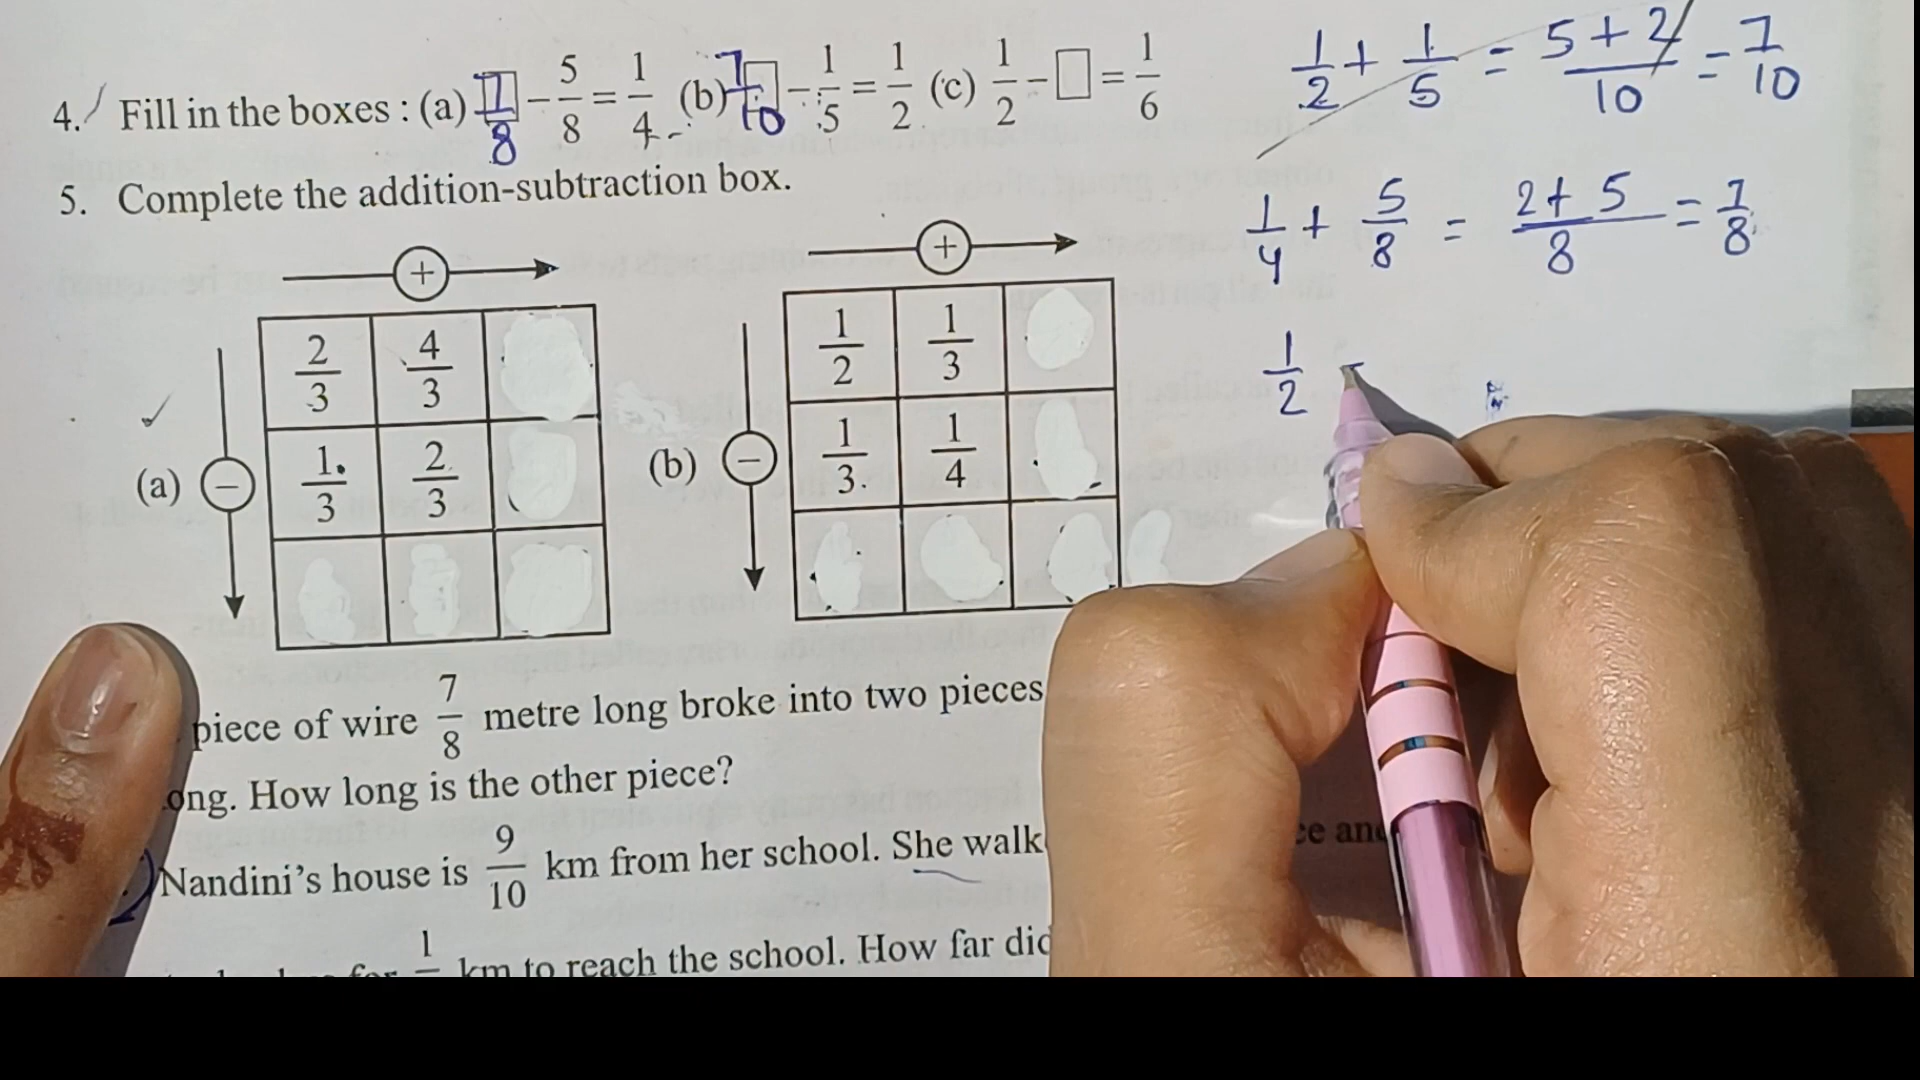 4. Fill in the boxes : (a) 7/8 − 5/8 = 1/4 (b) 7/10 − 1/5 = 1/2 (c) 1/2 − □ = 1/6
1/2 + 1/5 = 5+2/10 = 7/10
1/4 + 5/8 = 2+5/8 = 7/8
1/2 -
5. Complete the addition-subtraction box.
(a) + −
2/3 4/3
1/3 2/3
(b) + −
1/2 1/3
1/3 1/4
piece of wire 7/8 metre long broke into two pieces
ong. How long is the other piece?
Nandini's house is 9/10 km from her school. She walk
ce and
for 1 km to reach the school. How far did